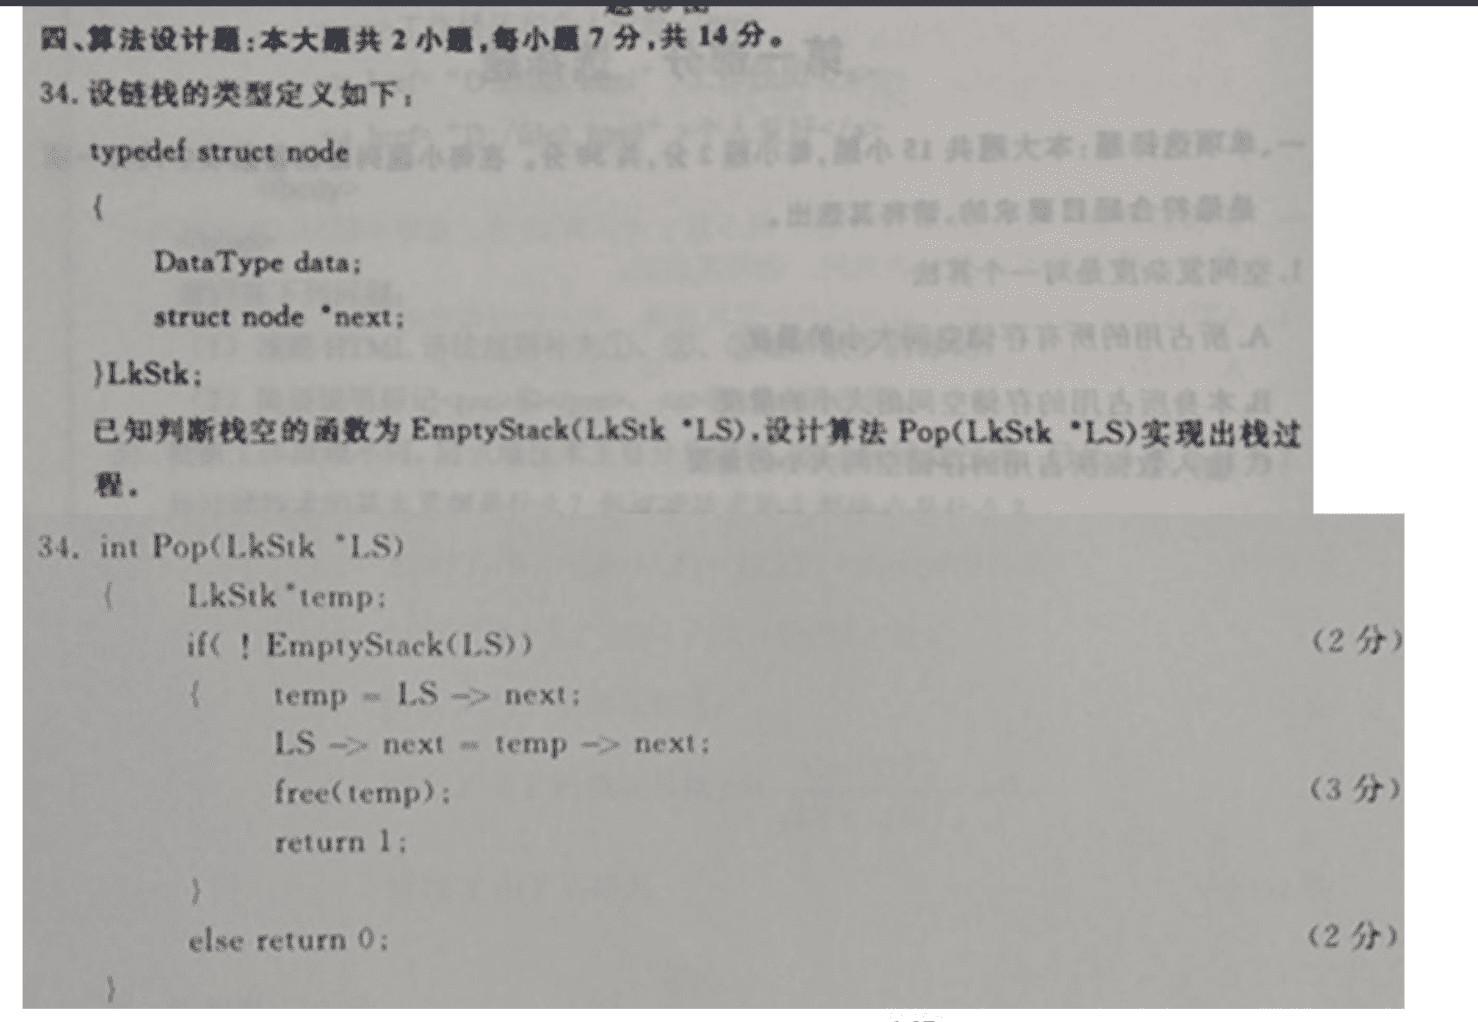 四、算法设计题:本大题共 2 小题,每小题 7 分,共 14 分。
34. 设链栈的类型定义如下:
typedef struct node
{
DataType data;
struct node *next;
}LkStk;
已知判断栈空的函数为 EmptyStack(LkStk *LS),设计算法 Pop(LkStk *LS)实现出栈过
程。
34. int Pop(LkStk *LS)
{ LkStk *temp;
if( ! EmptyStack(LS)) (2 分)
{ temp = LS -> next;
LS -> next = temp -> next;
free(temp); (3 分)
return 1;
}
else return 0; (2 分)
}